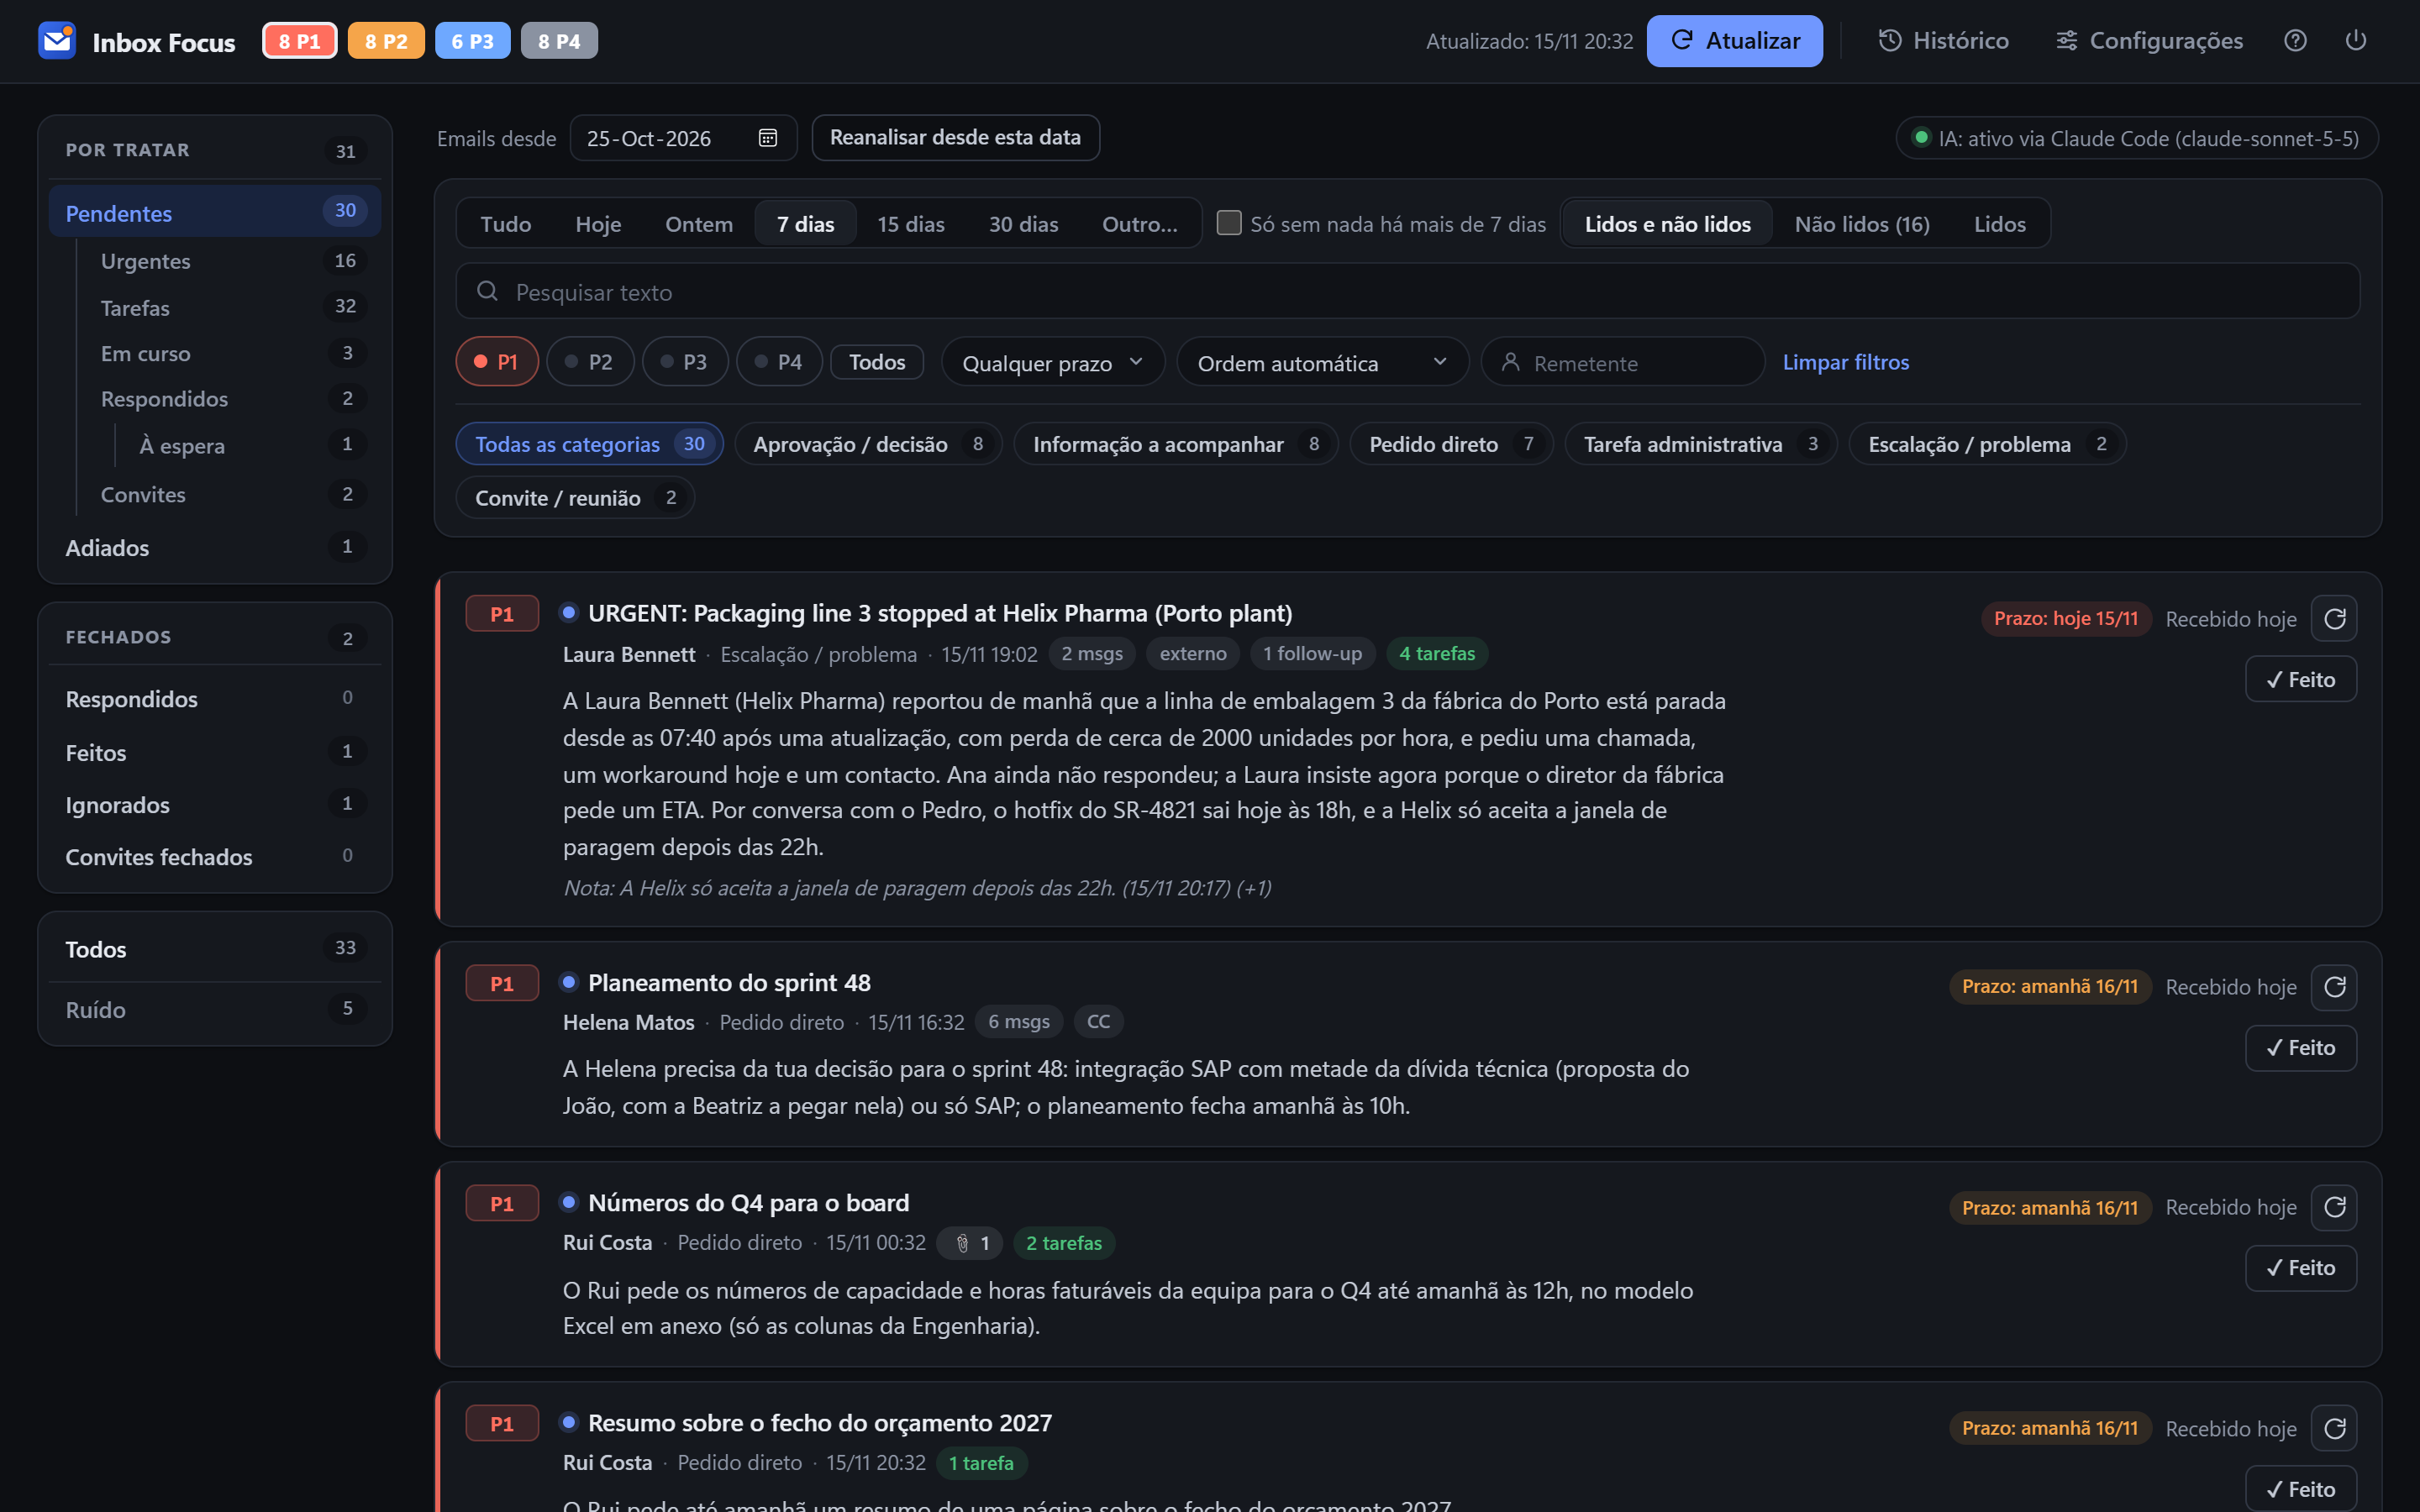 Inbox Focus 8 P1 8 P2 6 P3 8 P4 Atualizado: 15/11 20:32 Atualizar Histórico Configurações
POR TRATAR 31
Pendentes 30
Urgentes 16
Tarefas 32
Em curso 3
Respondidos 2
À espera 1
Convites 2
Adiados 1
FECHADOS 2
Respondidos 0
Feitos 1
Ignorados 1
Convites fechados 0
Todos 33
Ruído 5
Emails desde 25-Oct-2026 Reanalisar desde esta data IA: ativo via Claude Code (claude-sonnet-5-5)
Tudo Hoje Ontem 7 dias 15 dias 30 dias Outro... Só sem nada há mais de 7 dias Lidos e não lidos Não lidos (16) Lidos
Pesquisar texto
P1 P2 P3 P4 Todos Qualquer prazo Ordem automática Remetente Limpar filtros
Todas as categorias 30 Aprovação / decisão 8 Informação a acompanhar 8 Pedido direto 7 Tarefa administrativa 3 Escalação / problema 2
Convite / reunião 2
P1 URGENT: Packaging line 3 stopped at Helix Pharma (Porto plant) Prazo: hoje 15/11 Recebido hoje
Laura Bennett · Escalação / problema · 15/11 19:02 2 msgs externo 1 follow-up 4 tarefas
✓ Feito
A Laura Bennett (Helix Pharma) reportou de manhã que a linha de embalagem 3 da fábrica do Porto está parada
desde as 07:40 após uma atualização, com perda de cerca de 2000 unidades por hora, e pediu uma chamada,
um workaround hoje e um contacto. Ana ainda não respondeu; a Laura insiste agora porque o diretor da fábrica
pede um ETA. Por conversa com o Pedro, o hotfix do SR-4821 sai hoje às 18h, e a Helix só aceita a janela de
paragem depois das 22h.
Nota: A Helix só aceita a janela de paragem depois das 22h. (15/11 20:17) (+1)
P1 Planeamento do sprint 48 Prazo: amanhã 16/11 Recebido hoje
Helena Matos · Pedido direto · 15/11 16:32 6 msgs CC
✓ Feito
A Helena precisa da tua decisão para o sprint 48: integração SAP com metade da dívida técnica (proposta do
João, com a Beatriz a pegar nela) ou só SAP; o planeamento fecha amanhã às 10h.
P1 Números do Q4 para o board Prazo: amanhã 16/11 Recebido hoje
Rui Costa · Pedido direto · 15/11 00:32 1 2 tarefas
✓ Feito
O Rui pede os números de capacidade e horas faturáveis da equipa para o Q4 até amanhã às 12h, no modelo
Excel em anexo (só as colunas da Engenharia).
P1 Resumo sobre o fecho do orçamento 2027 Prazo: amanhã 16/11 Recebido hoje
Rui Costa · Pedido direto · 15/11 20:32 1 tarefa
✓ Feito
O Rui pede até amanhã um resumo de uma página sobre o fecho do orçamento 2027.